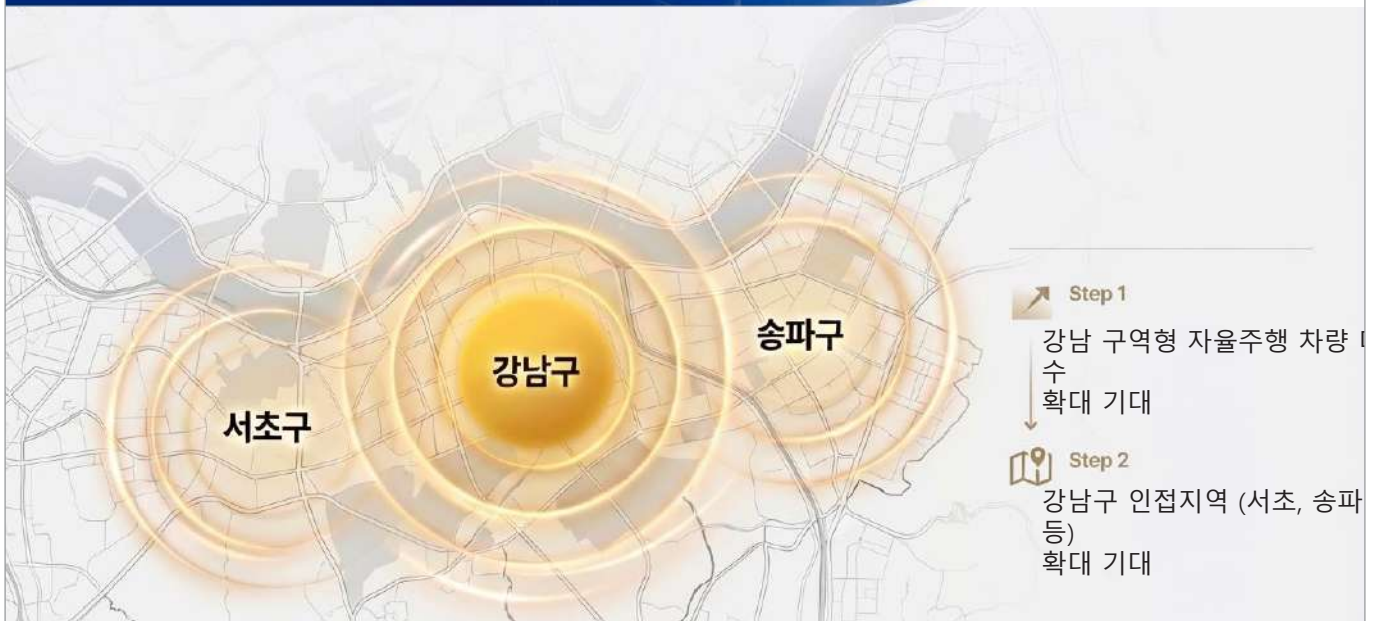 강남구
송파구
서초구
Step 1
강남 구역형 자율주행 차량
수
확대 기대
Step 2
강남구 인접지역 (서초, 송파
등)
확대 기대